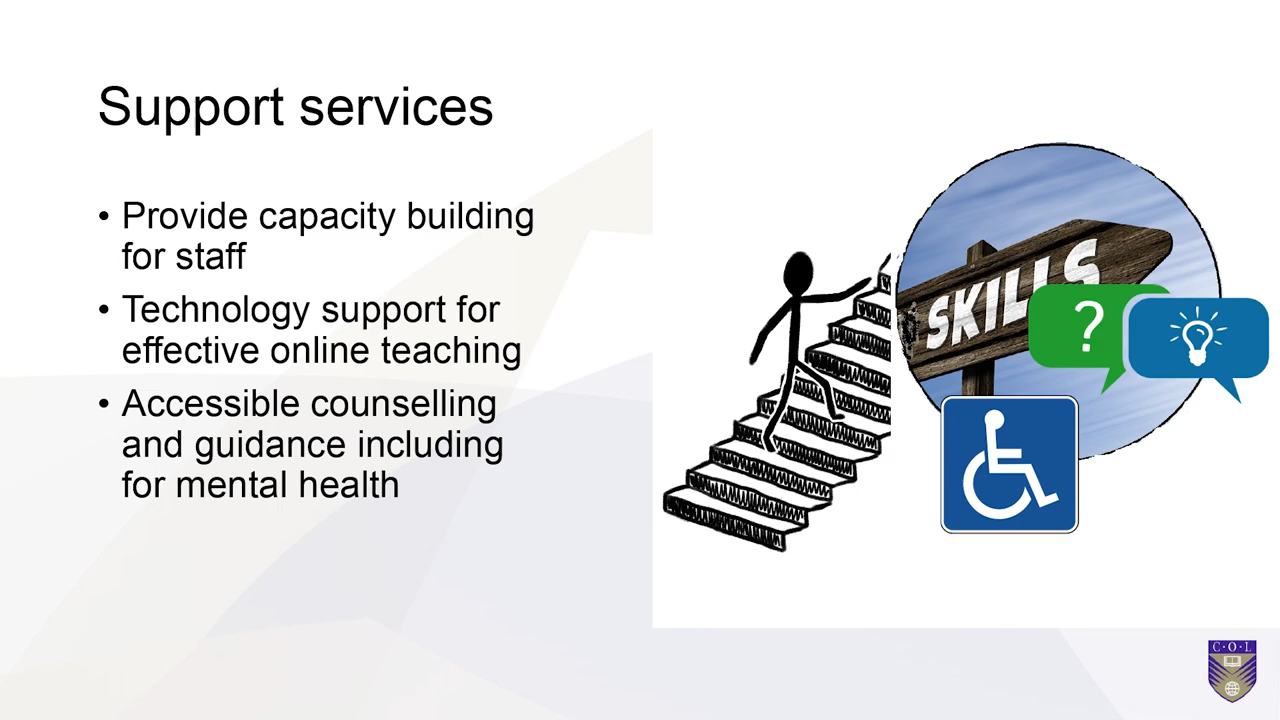 Support services
• Provide capacity building
for staff
• Technology support for
effective online teaching
• Accessible counselling
and guidance including
for mental health
SKILLS
?
C·O·L